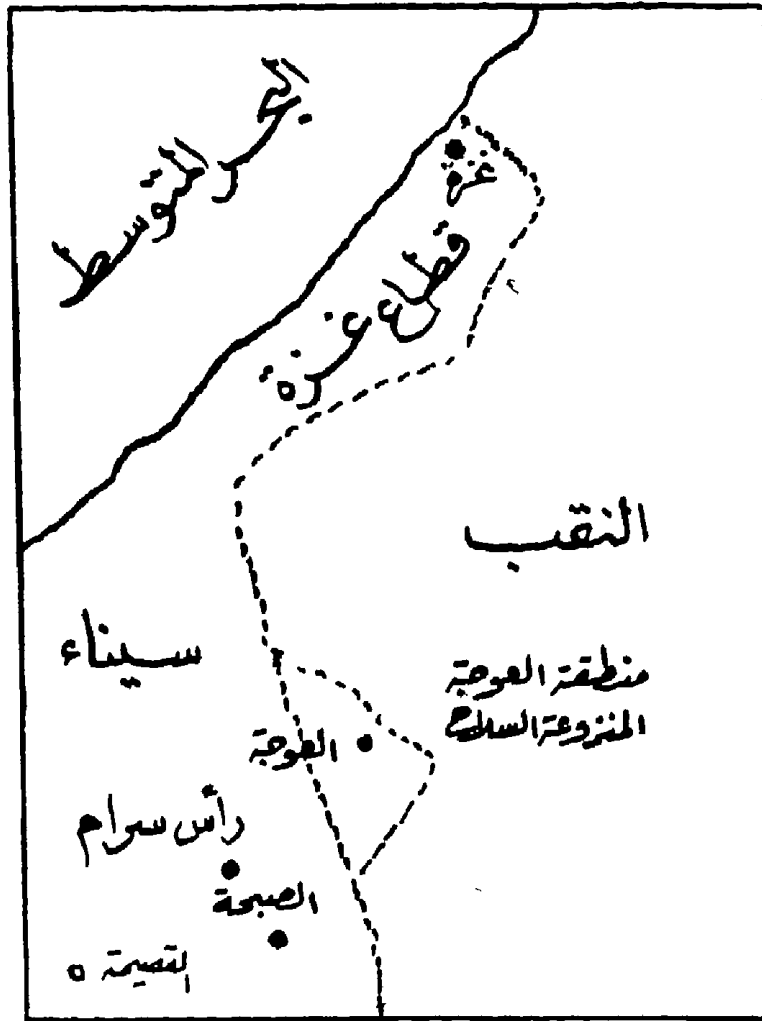 البحر المتوسط
غزة
قطاع غزة
النقب
سيناء
منطقة العوجة
المنزوعة السلاح
العوجة
رأس سرام
الصبحة
القصيمة